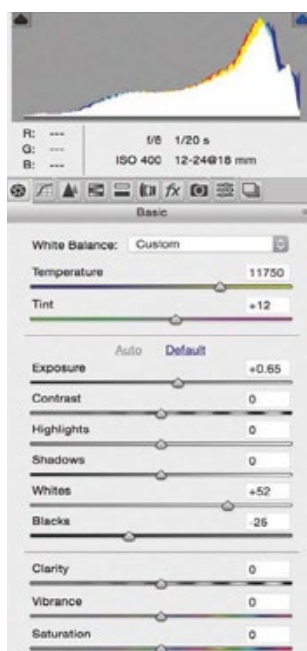 R: ---
G: ---
B: ---
f/8 1/20 s
ISO 400 12-24@18 mm
fx
Basic
White Balance: Custom
Temperature 11750
Tint +12
Auto Default
Exposure +0.65
Contrast 0
Highlights 0
Shadows 0
Whites +52
Blacks -25
Clarity 0
Vibrance 0
Saturation 0